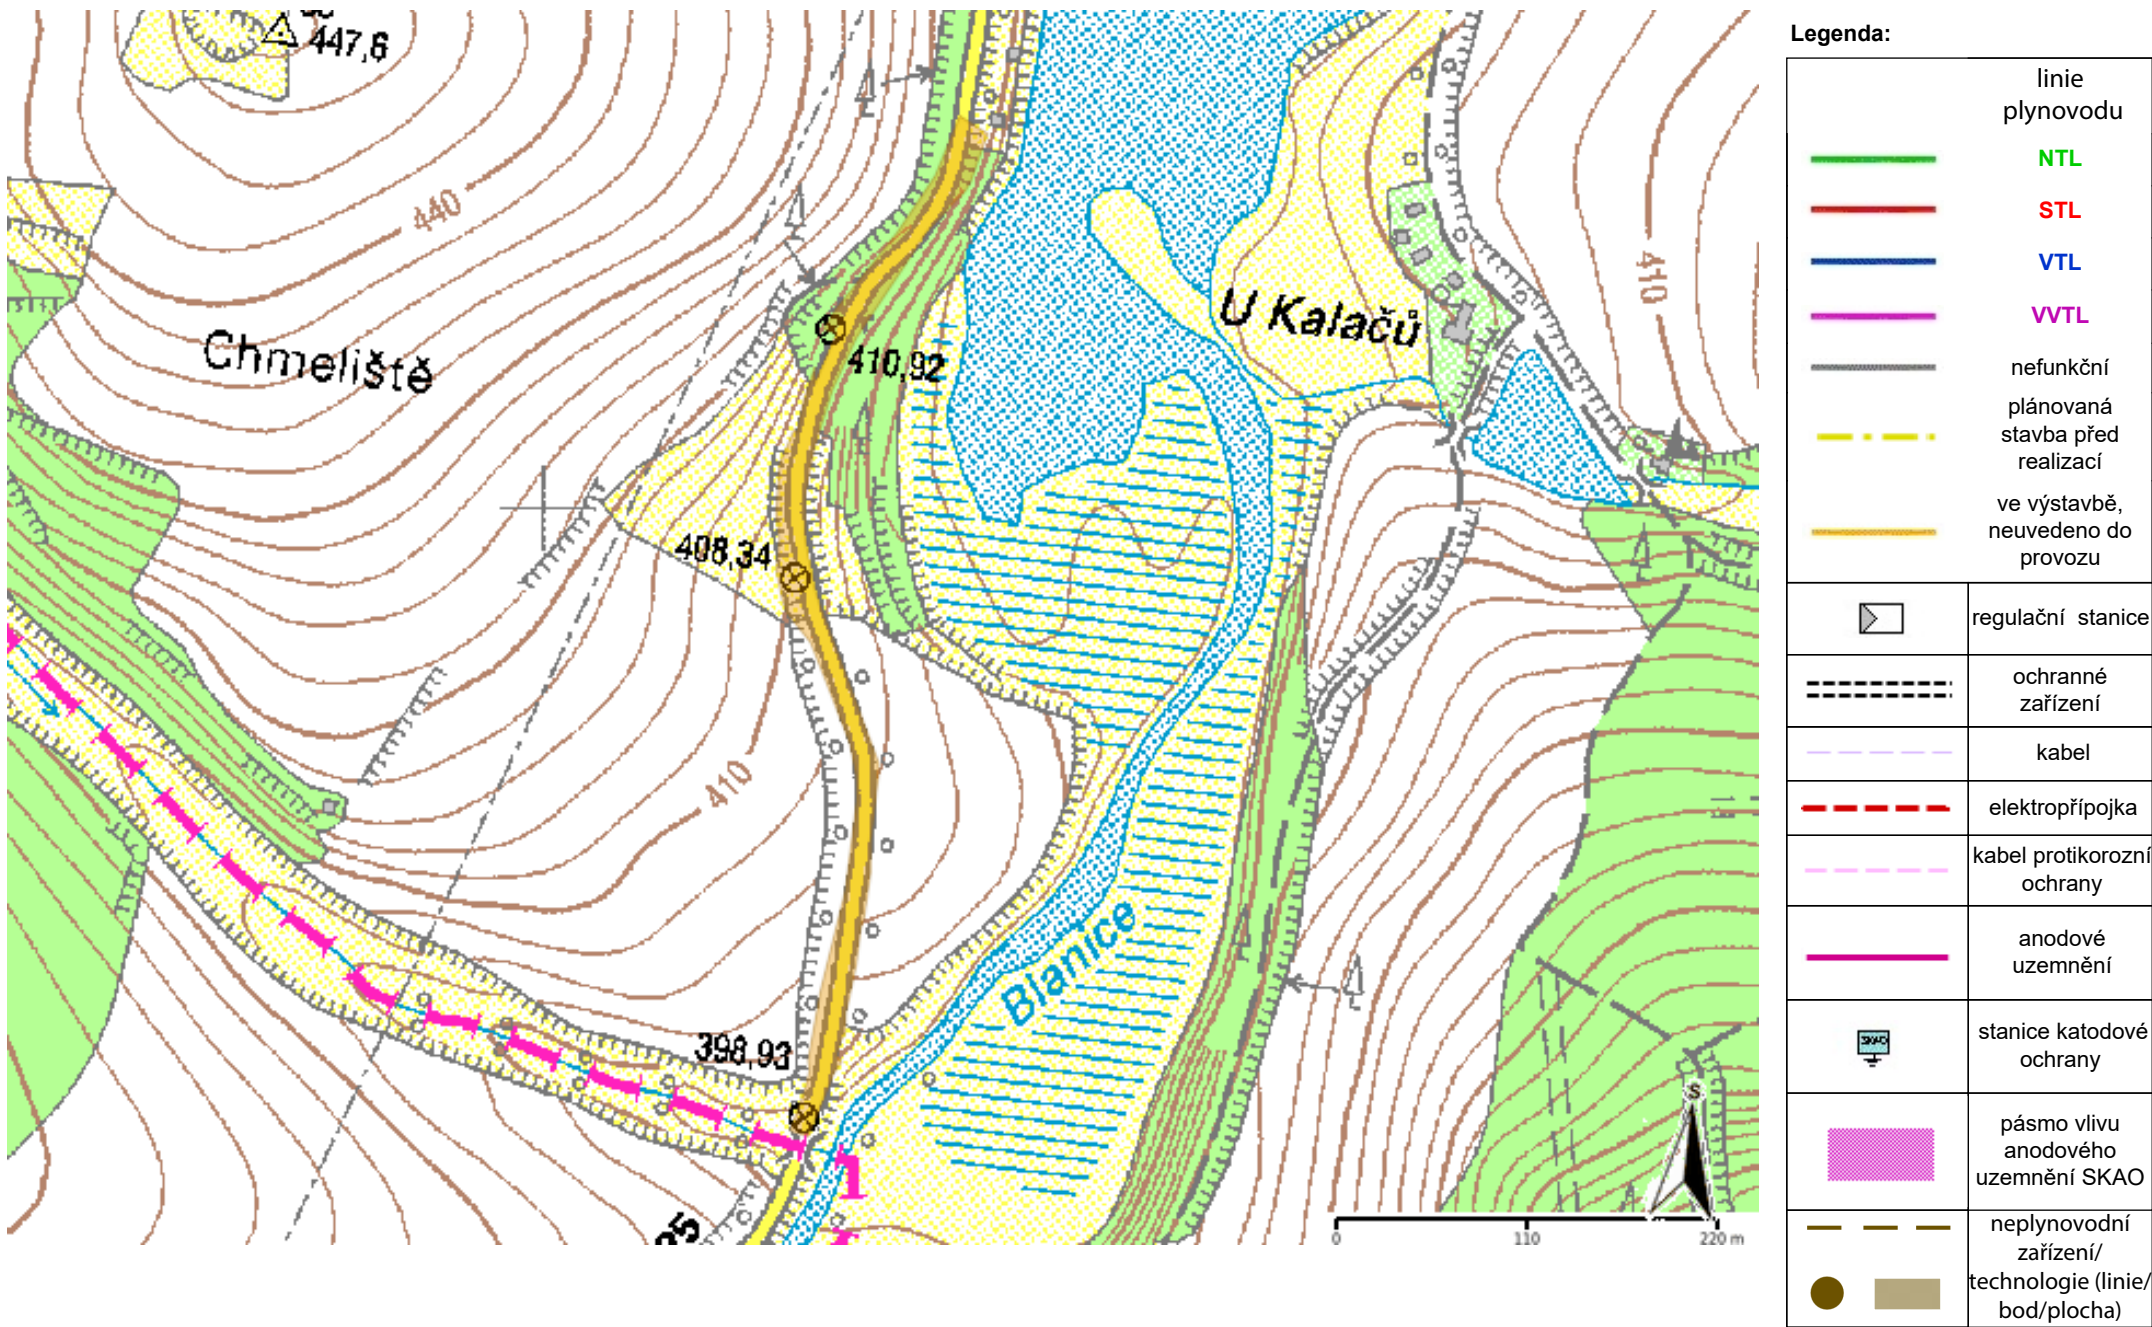 447,6
440
Chmeliště
410,92
U Kalačů
410
408,34
410
398,93
Blanice
95
S
0 110 220 m
Legenda:
linie
plynovodu
NTL
STL
VTL
VVTL
nefunkční
plánovaná
stavba před
realizací
ve výstavbě,
neuvedeno do
provozu
regulační stanice
ochranné
zařízení
kabel
elektropřípojka
kabel protikorozní
ochrany
anodové
uzemnění
SKAO
stanice katodové
ochrany
pásmo vlivu
anodového
uzemnění SKAO
neplynovodní
zařízení/
technologie (linie/
bod/plocha)